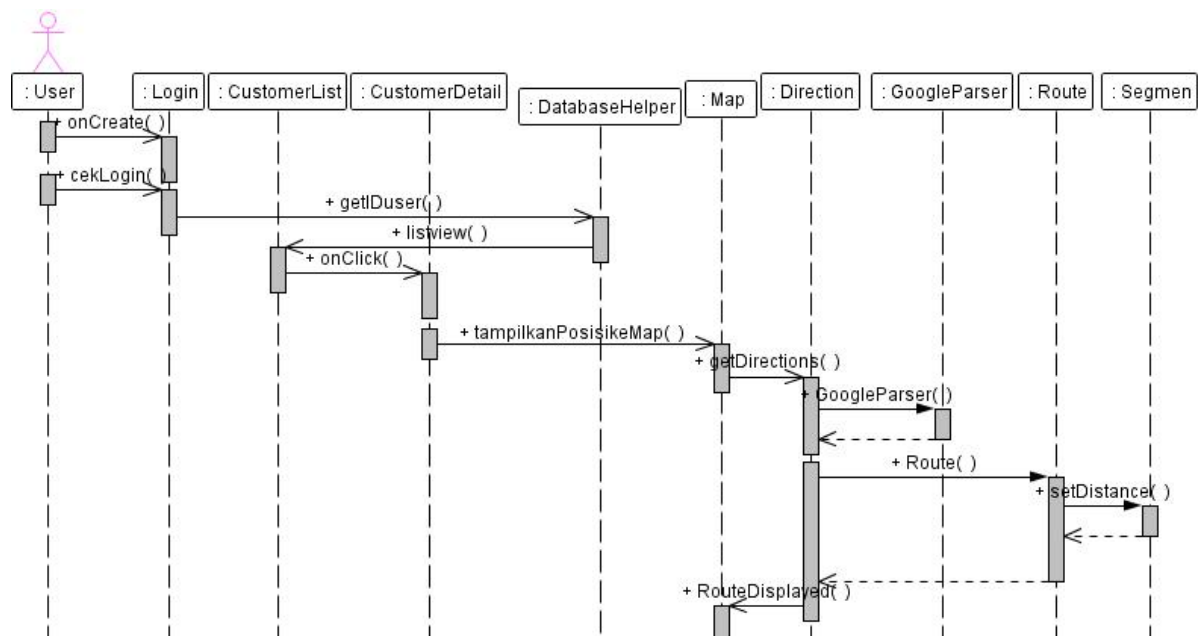 : User
: Login
: CustomerList
: CustomerDetail
: DatabaseHelper
: Map
: Direction
: GoogleParser
: Route
: Segmen
+ onCreate( )
+ cekLogin( )
+ getIDuser( )
+ listview( )
+ onClick( )
+ tampilkanPosisikeMap( )
+ getDirections( )
+ GoogleParser( )
+ Route( )
+ setDistance( )
+ RouteDisplayed( )